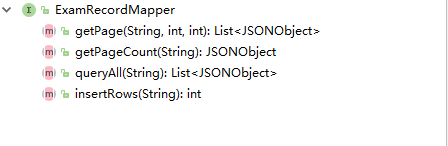 ExamRecordMapper
getPage(String, int, int): List<JSONObject>
getPageCount(String): JSONObject
queryAll(String): List<JSONObject>
insertRows(String): int